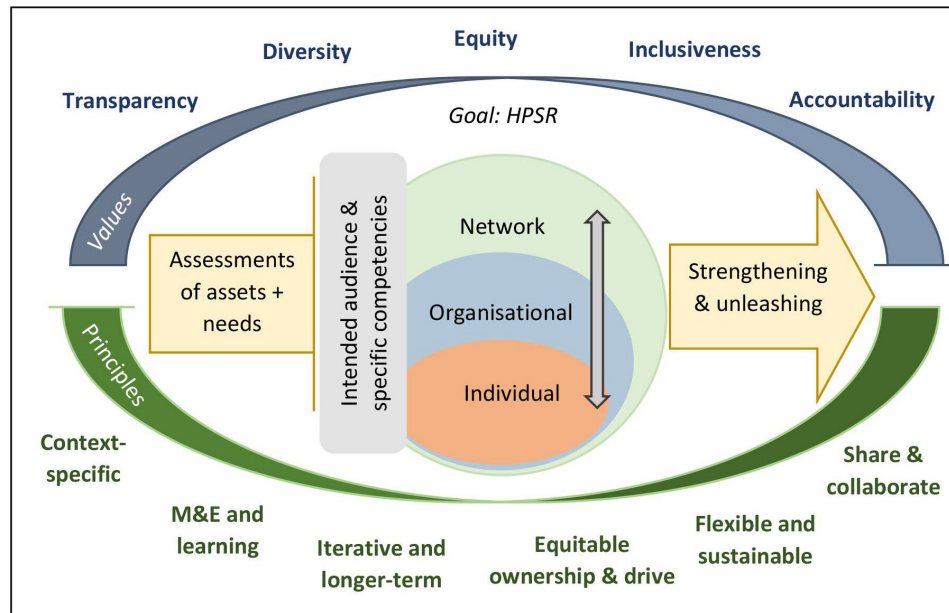 Transparency
Diversity
Equity
Inclusiveness
Accountability
Goal: HPSR
Values
Assessments
of assets +
needs
Intended audience &
specific competencies
Network
Organisational
Individual
Strengthening
& unleashing
Principles
Context-
specific
M&E and
learning
Iterative and
longer-term
Equitable
ownership & drive
Flexible and
sustainable
Share &
collaborate